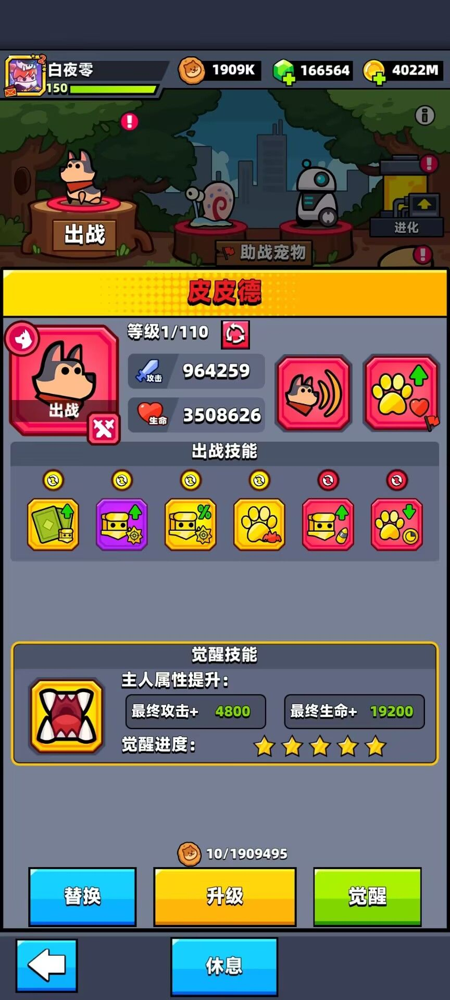 白夜零
2
150
1909K
166564
4022M
出战
助战宠物
进化
皮皮德
等级1/110
出战
攻击 964259
生命 3508626
出战技能
%
觉醒技能
主人属性提升:
最终攻击+ 4800
最终生命+ 19200
觉醒进度:
10/1909495
替换
升级
觉醒
休息